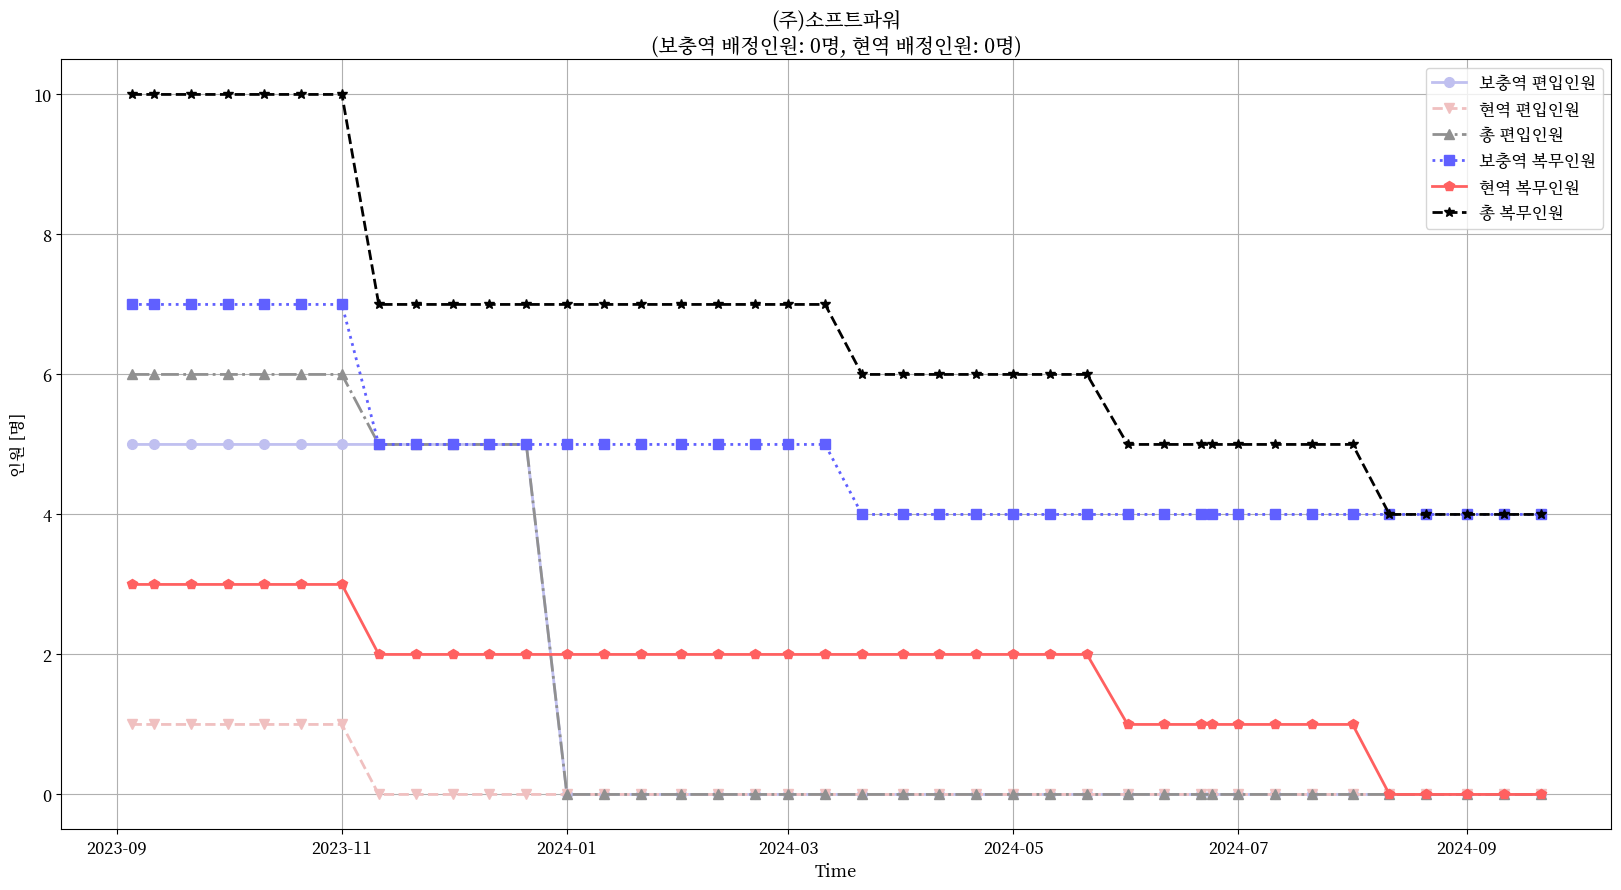 (주)소프트파워
(보충역 배정인원: 0명, 현역 배정인원: 0명)
보충역 편입인원
현역 편입인원
총 편입인원
보충역 복무인원
현역 복무인원
총 복무인원
인원 [명]
10
8
6
4
2
0
2023-09 2023-11 2024-01 2024-03 2024-05 2024-07 2024-09
Time